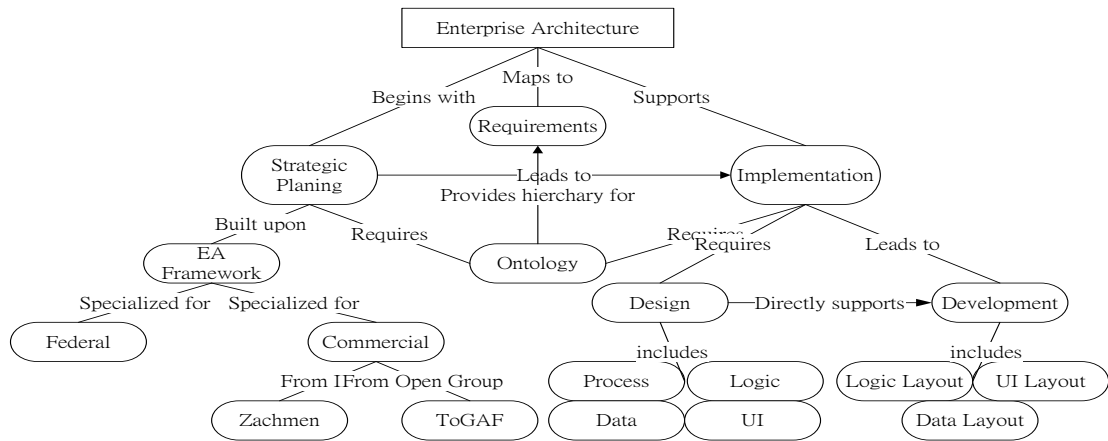 Enterprise Architecture
Begins with
Maps to
Supports
Requirements
Strategic
Planing
Leads to
Implementation
Provides hierchary for
Built upon
Requires
Requires
Requires
Leads to
EA
Framework
Ontology
Specialized for
Specialized for
Design
Directly supports
Development
Federal
Commercial
includes
includes
From I
From Open Group
Process
Logic
Logic Layout
UI Layout
Zachmen
ToGAF
Data
UI
Data Layout